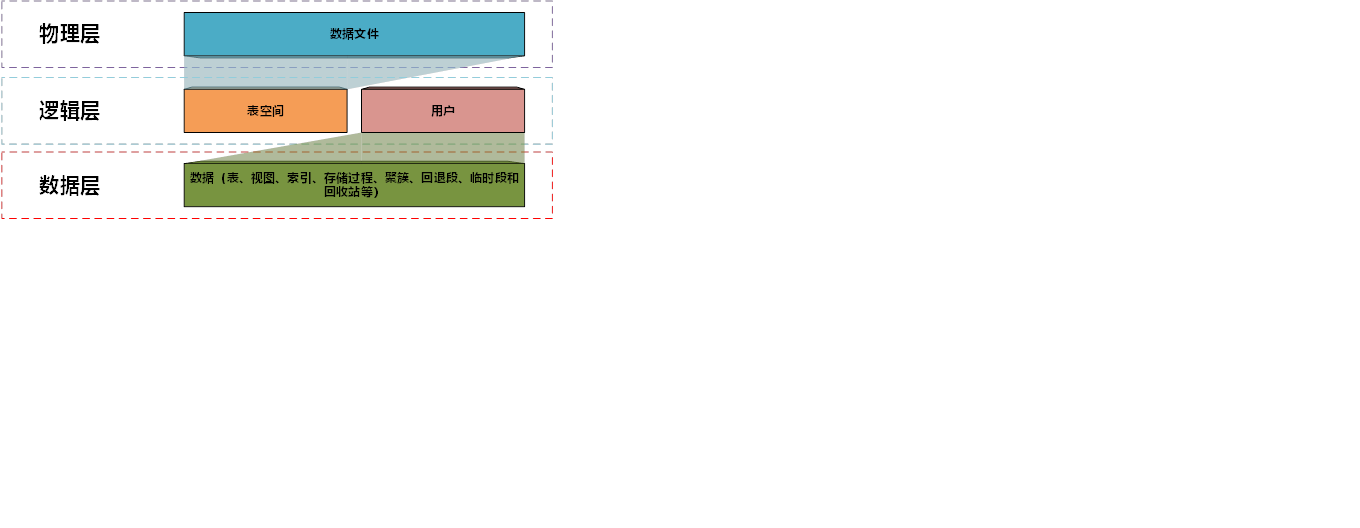 物理层
数据文件
逻辑层
表空间
用户
数据层
数据（表、视图、索引、存储过程、聚簇、回退段、临时段和
回收站等）